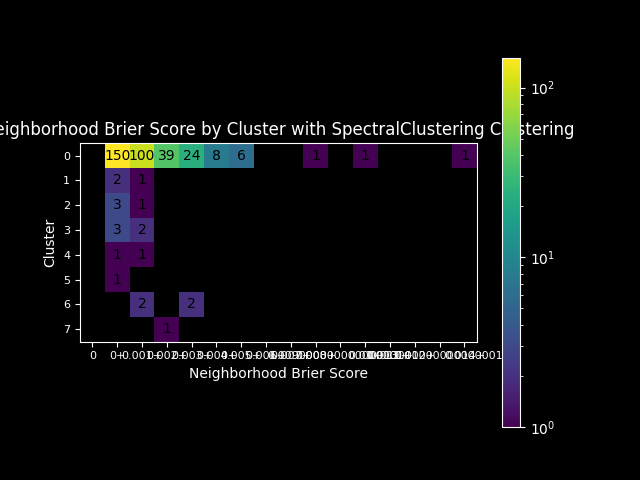 eighborhood Brier Score by Cluster with SpectralClustering C
stering
0 150 100 39 24 8 6 1 1 1
1 2 1
2 3 1
3 3 2
4 1 1
5 1
6 2 2
7 1
Cluster
0 0+
Neighborhood Brier Score
10²
10¹
10⁰